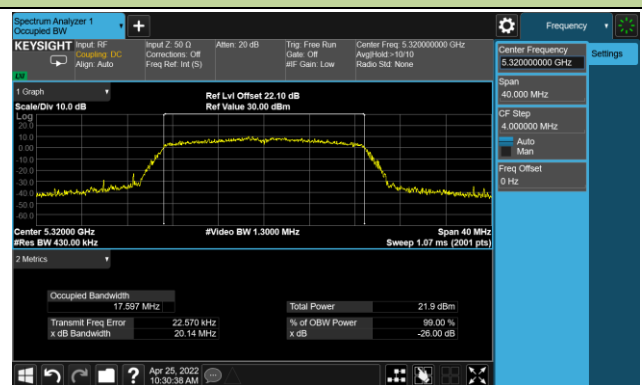 Spectrum Analyzer 1
Occupied BW
Frequency
KEYSIGHT
Input: RF
Coupling: DC
Align: Auto
Input Z: 50 Ω
Corrections: Off
Freq Ref: Int (S)
Atten: 20 dB
Trig: Free Run
Gate: Off
#IF Gain: Low
Center Freq: 5.320000000 GHz
Avg|Hold:>10/10
Radio Std: None
LV
Center Frequency
5.320000000 GHz
Settings
Span
40.000 MHz
CF Step
4.000000 MHz
Auto
Man
Freq Offset
0 Hz
1 Graph
Scale/Div 10.0 dB
Ref Lvl Offset 22.10 dB
Ref Value 30.00 dBm
Log
20.0
10.0
0.00
-10.0
-20.0
-30.0
-40.0
-50.0
-60.0
Center 5.32000 GHz
#Res BW 430.00 kHz
#Video BW 1.3000 MHz
Span 40 MHz
Sweep 1.07 ms (2001 pts)
2 Metrics
Occupied Bandwidth
17.597 MHz
Total Power 21.9 dBm
Transmit Freq Error 22.570 kHz
% of OBW Power 99.00 %
x dB Bandwidth 20.14 MHz
x dB -26.00 dB
Apr 25, 2022
10:30:38 AM